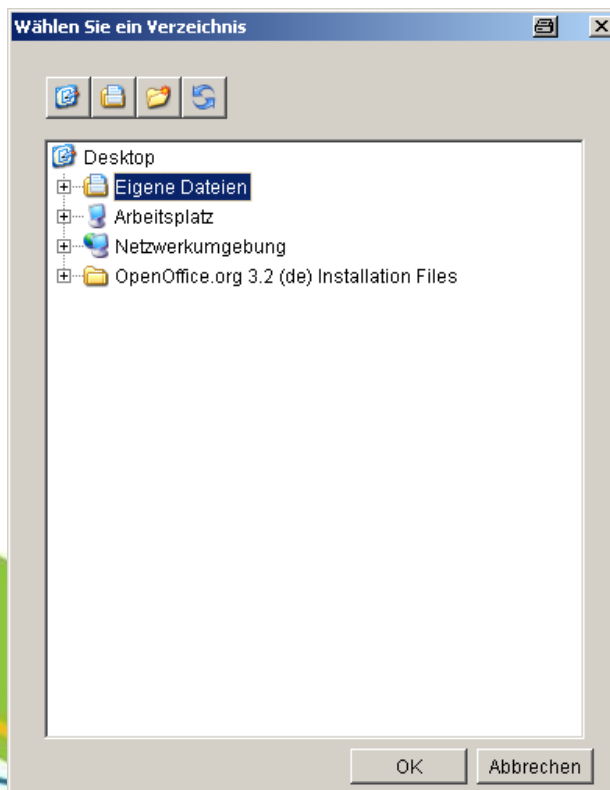 Wählen Sie ein Verzeichnis
Desktop
Eigene Dateien
Arbeitsplatz
Netzwerkumgebung
OpenOffice.org 3.2 (de) Installation Files
OK Abbrechen